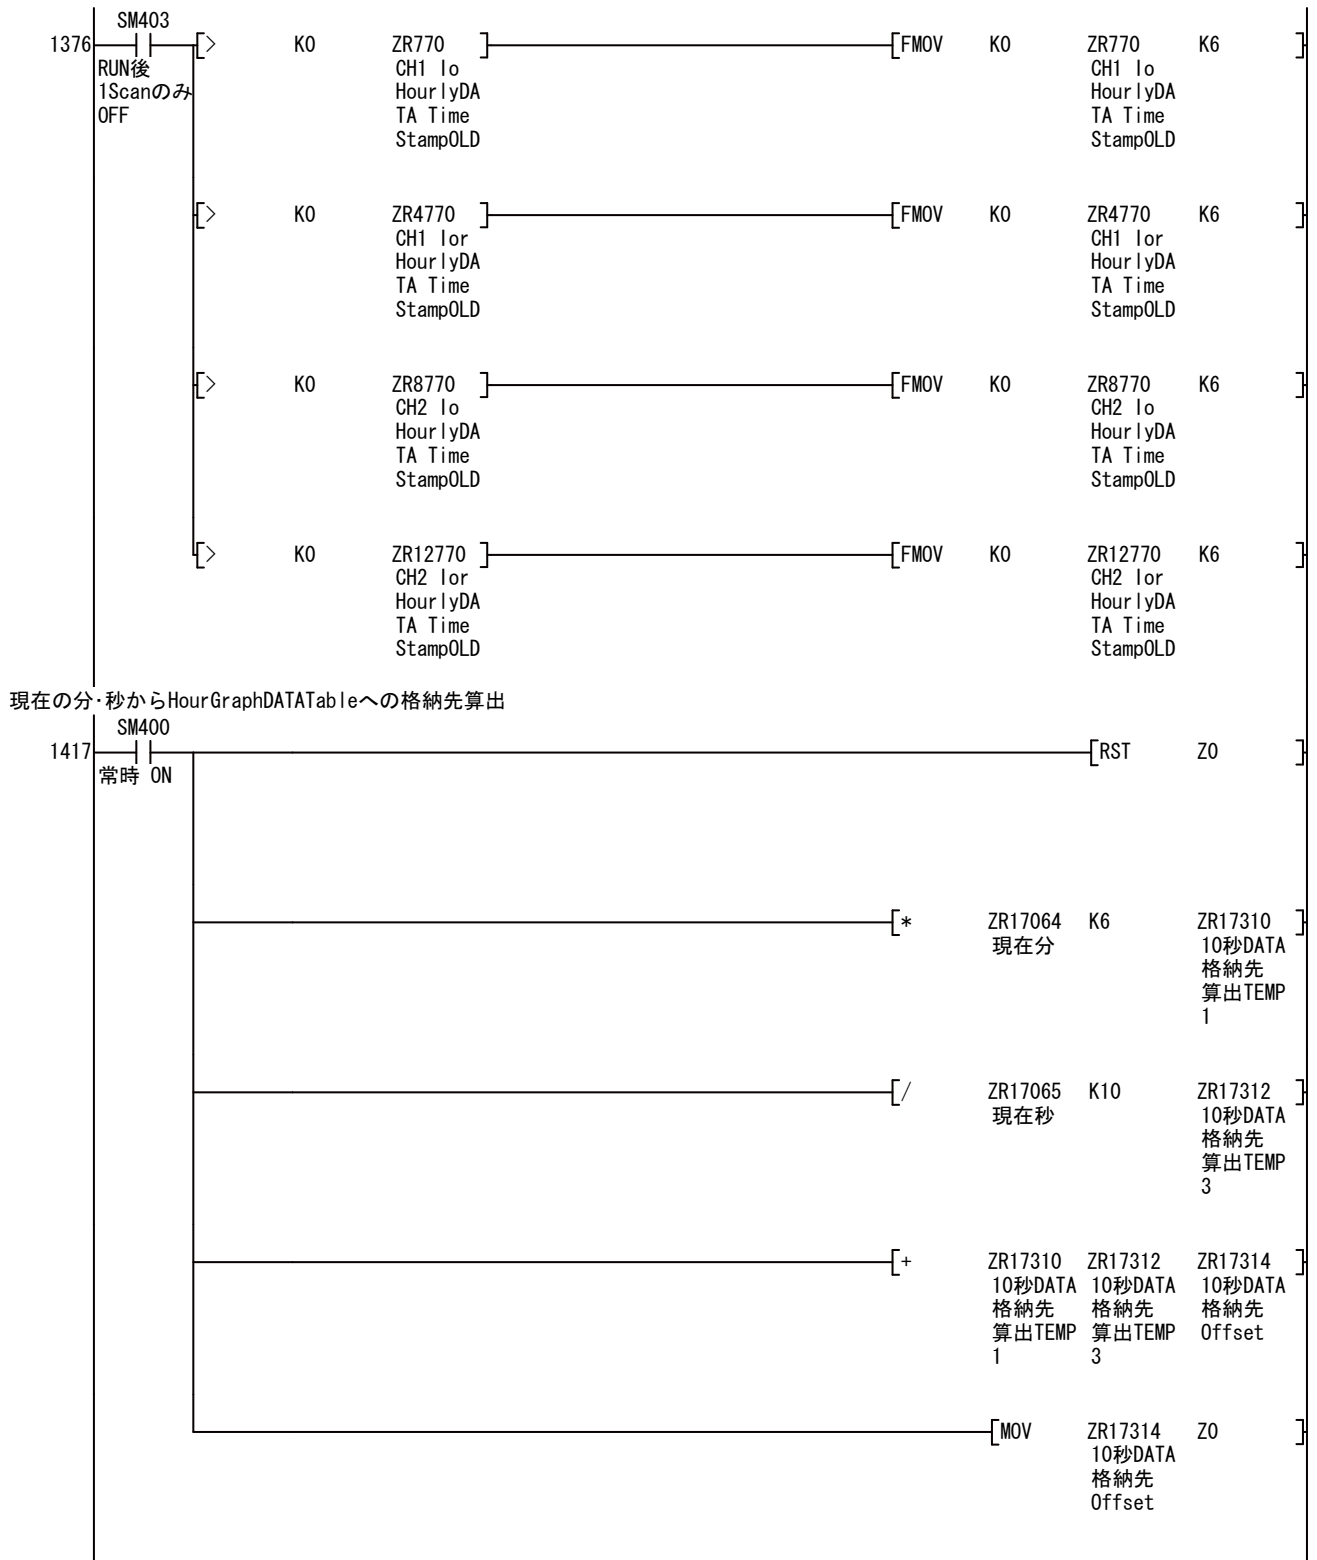 SM403
1376 [> K0 ZR770 ] [FMOV K0 ZR770 K6 ]
RUN後 CH1 Io CH1 Io
1Scanのみ HourlyDA HourlyDA
OFF TA Time TA Time
StampOLD StampOLD
[> K0 ZR4770 ] [FMOV K0 ZR4770 K6 ]
CH1 Ior CH1 Ior
HourlyDA HourlyDA
TA Time TA Time
StampOLD StampOLD
[> K0 ZR8770 ] [FMOV K0 ZR8770 K6 ]
CH2 Io CH2 Io
HourlyDA HourlyDA
TA Time TA Time
StampOLD StampOLD
[> K0 ZR12770 ] [FMOV K0 ZR12770 K6 ]
CH2 Ior CH2 Ior
HourlyDA HourlyDA
TA Time TA Time
StampOLD StampOLD
現在の分・秒からHourGraphDATATableへの格納先算出
SM400
1417 [RST Z0 ]
常時 ON
[* ZR17064 K6 ZR17310 ]
現在分 10秒DATA
格納先
算出TEMP
1
[/ ZR17065 K10 ZR17312 ]
現在秒 10秒DATA
格納先
算出TEMP
3
[+ ZR17310 ZR17312 ZR17314 ]
10秒DATA 10秒DATA 10秒DATA
格納先 格納先 格納先
算出TEMP 算出TEMP Offset
1 3
[MOV ZR17314 Z0 ]
10秒DATA
格納先
Offset